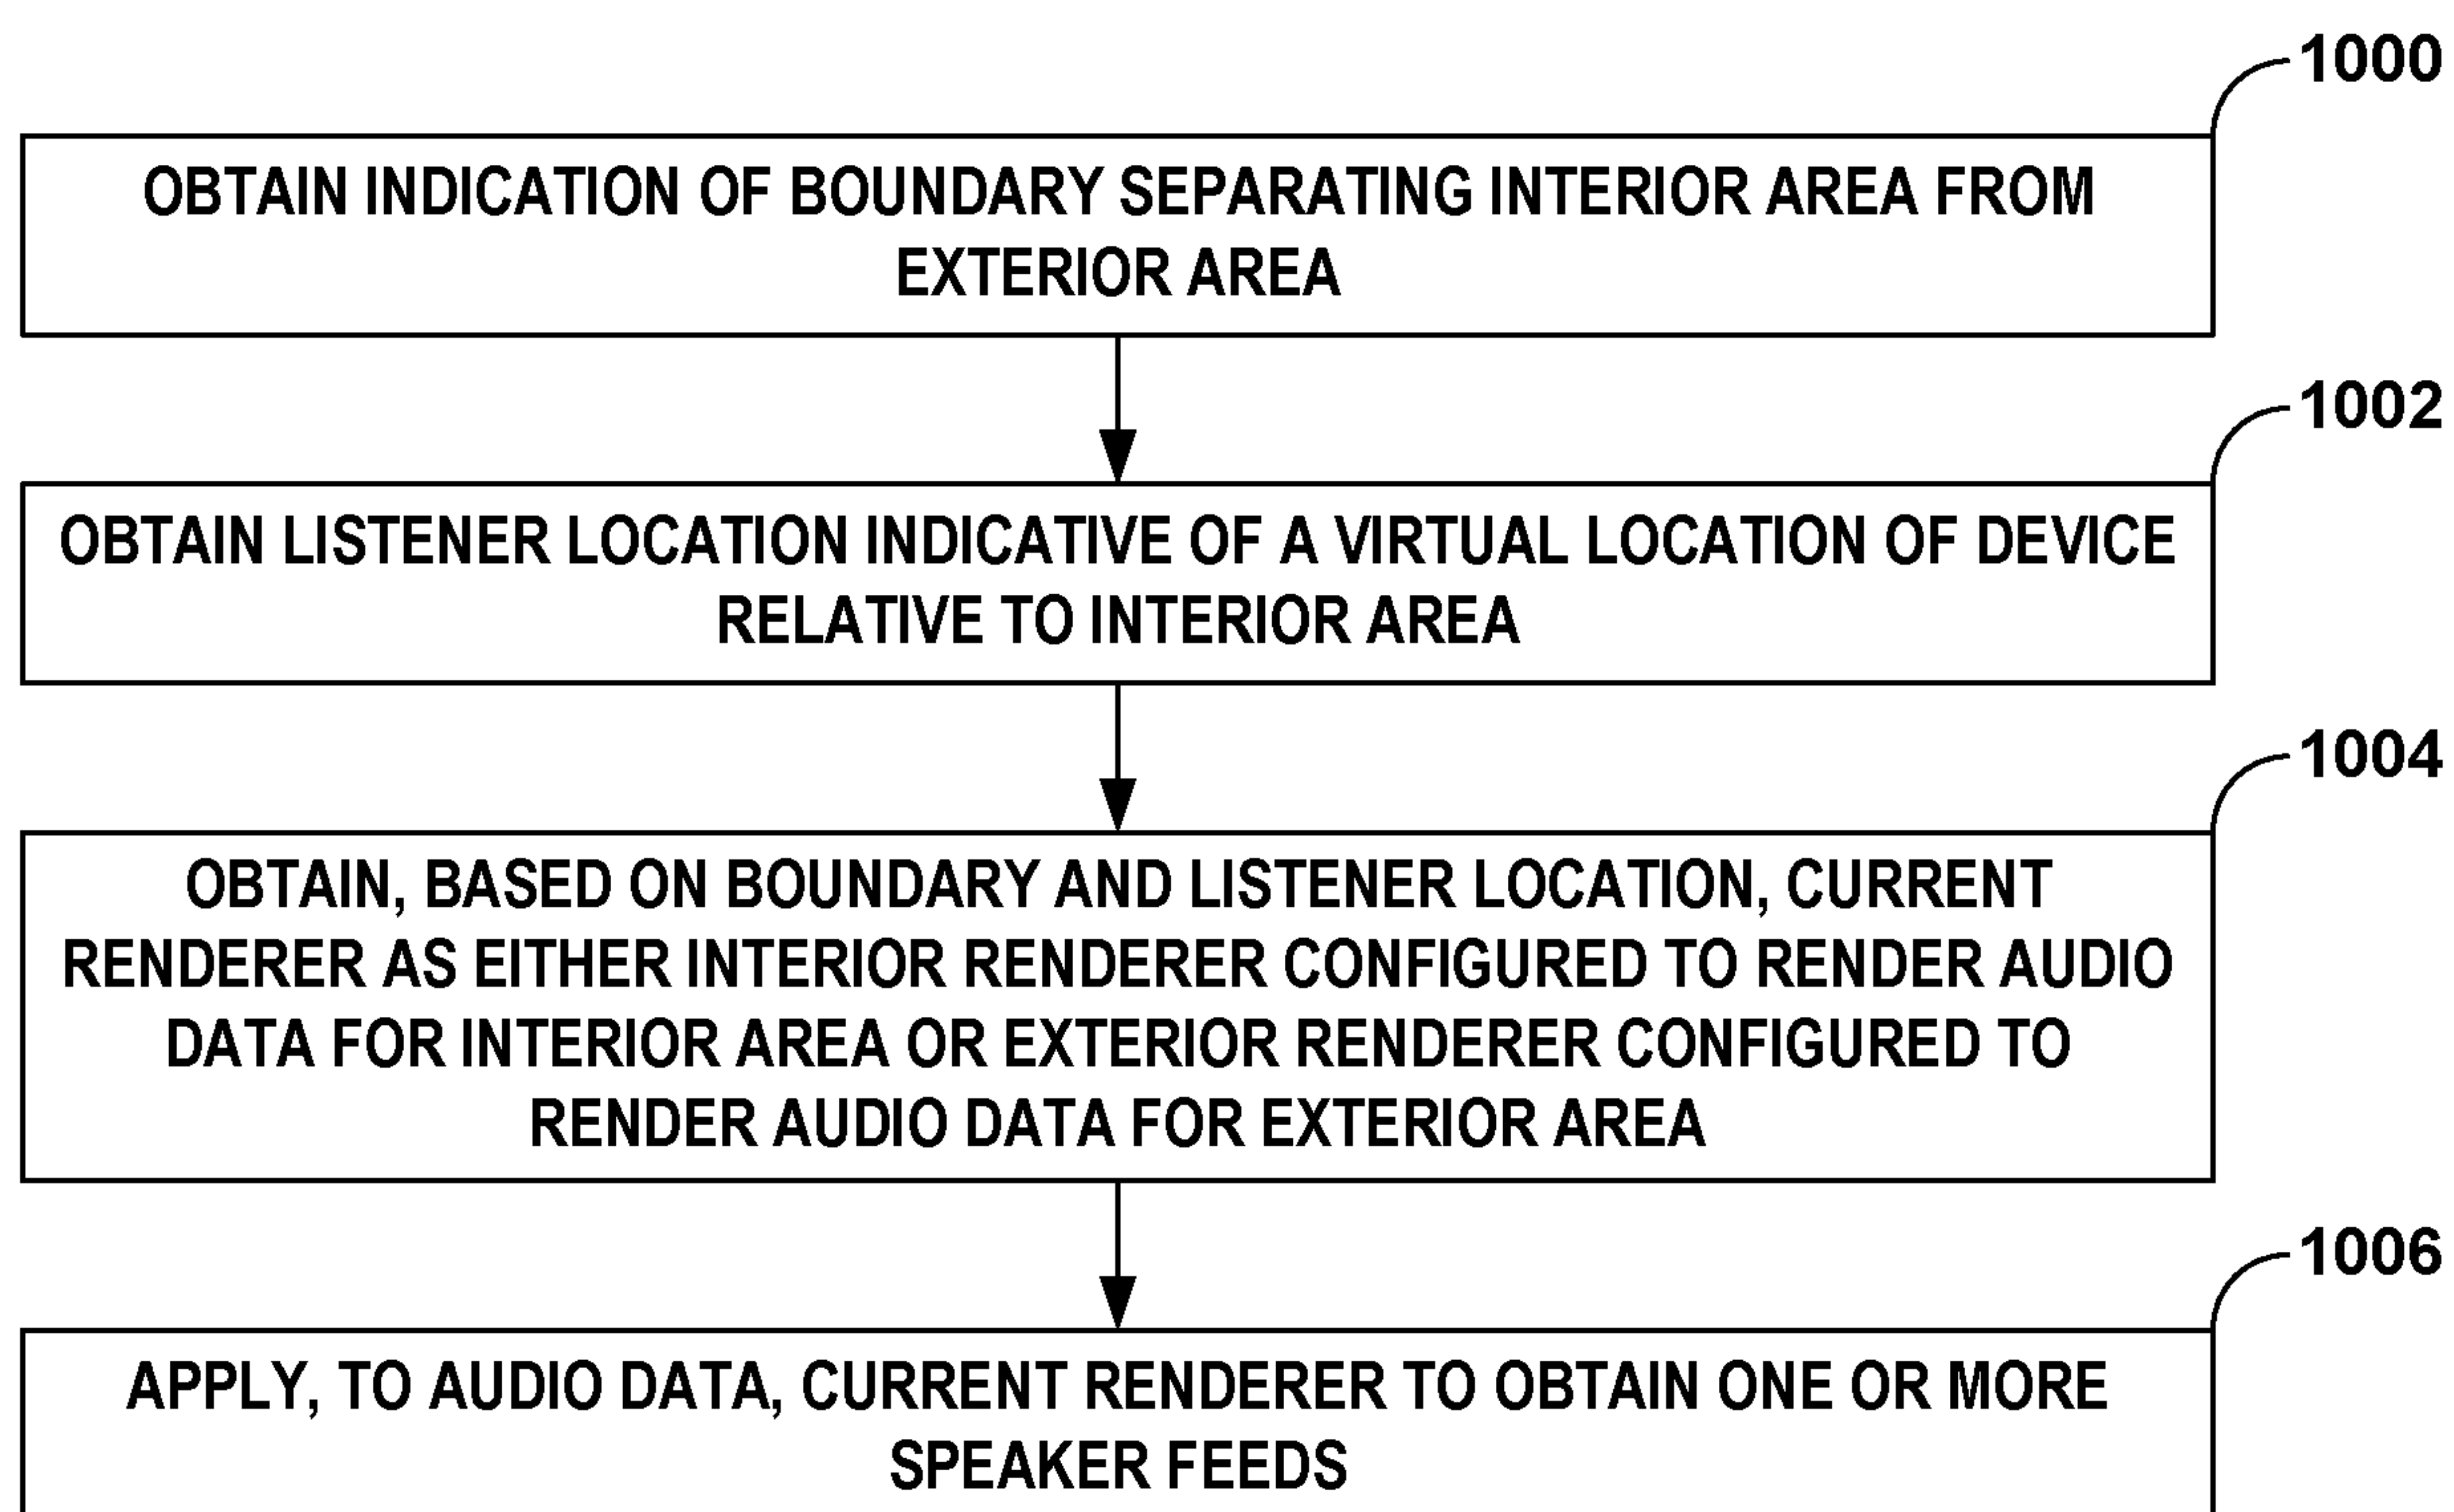 1000
OBTAIN INDICATION OF BOUNDARY SEPARATING INTERIOR AREA FROM
EXTERIOR AREA
1002
OBTAIN LISTENER LOCATION INDICATIVE OF A VIRTUAL LOCATION OF DEVICE
RELATIVE TO INTERIOR AREA
1004
OBTAIN, BASED ON BOUNDARY AND LISTENER LOCATION, CURRENT
RENDERER AS EITHER INTERIOR RENDERER CONFIGURED TO RENDER AUDIO
DATA FOR INTERIOR AREA OR EXTERIOR RENDERER CONFIGURED TO
RENDER AUDIO DATA FOR EXTERIOR AREA
1006
APPLY, TO AUDIO DATA, CURRENT RENDERER TO OBTAIN ONE OR MORE
SPEAKER FEEDS